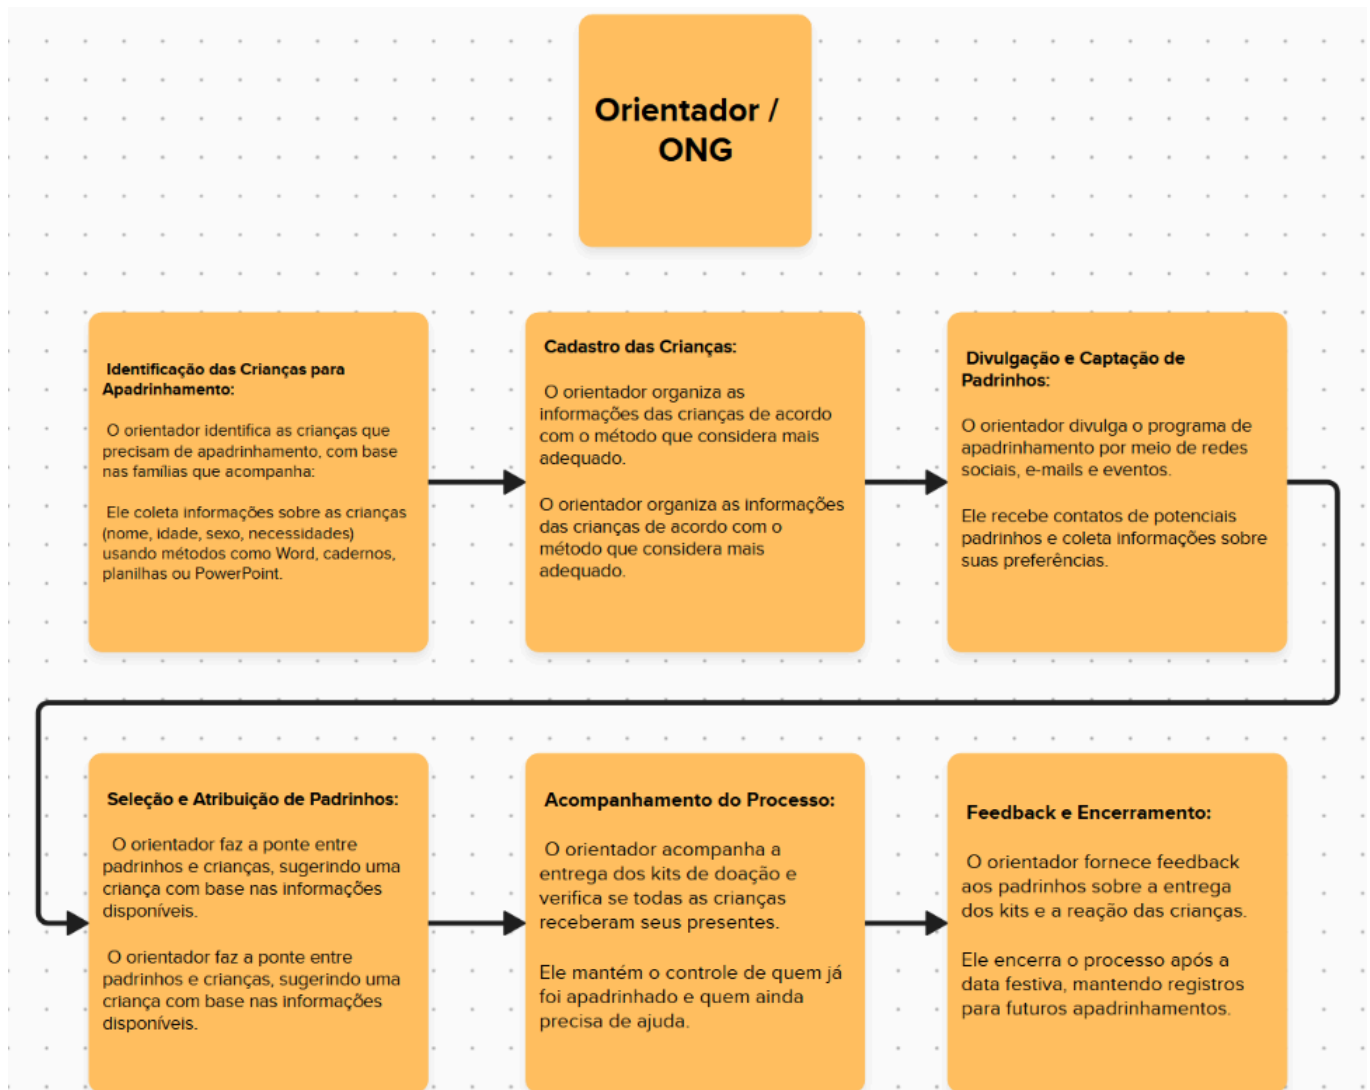 Orientador /
ONG
Identificação das Crianças para
Apadrinhamento:
O orientador identifica as crianças que
precisam de apadrinhamento, com base
nas famílias que acompanha:
Ele coleta informações sobre as crianças
(nome, idade, sexo, necessidades)
usando métodos como Word, cadernos,
planilhas ou PowerPoint.
Cadastro das Crianças:
O orientador organiza as
informações das crianças de acordo
com o método que considera mais
adequado.
O orientador organiza as informações
das crianças de acordo com o
método que considera mais
adequado.
Divulgação e Captação de
Padrinhos:
O orientador divulga o programa de
apadrinhamento por meio de redes
sociais, e-mails e eventos.
Ele recebe contatos de potenciais
padrinhos e coleta informações sobre
suas preferências.
Seleção e Atribuição de Padrinhos:
O orientador faz a ponte entre
padrinhos e crianças, sugerindo uma
criança com base nas informações
disponíveis.
O orientador faz a ponte entre
padrinhos e crianças, sugerindo uma
criança com base nas informações
disponíveis.
Acompanhamento do Processo:
O orientador acompanha a
entrega dos kits de doação e
verifica se todas as crianças
receberam seus presentes.
Ele mantém o controle de quem já
foi apadrinhado e quem ainda
precisa de ajuda.
Feedback e Encerramento:
O orientador fornece feedback
aos padrinhos sobre a entrega
dos kits e a reação das crianças.
Ele encerra o processo após a
data festiva, mantendo registros
para futuros apadrinhamentos.